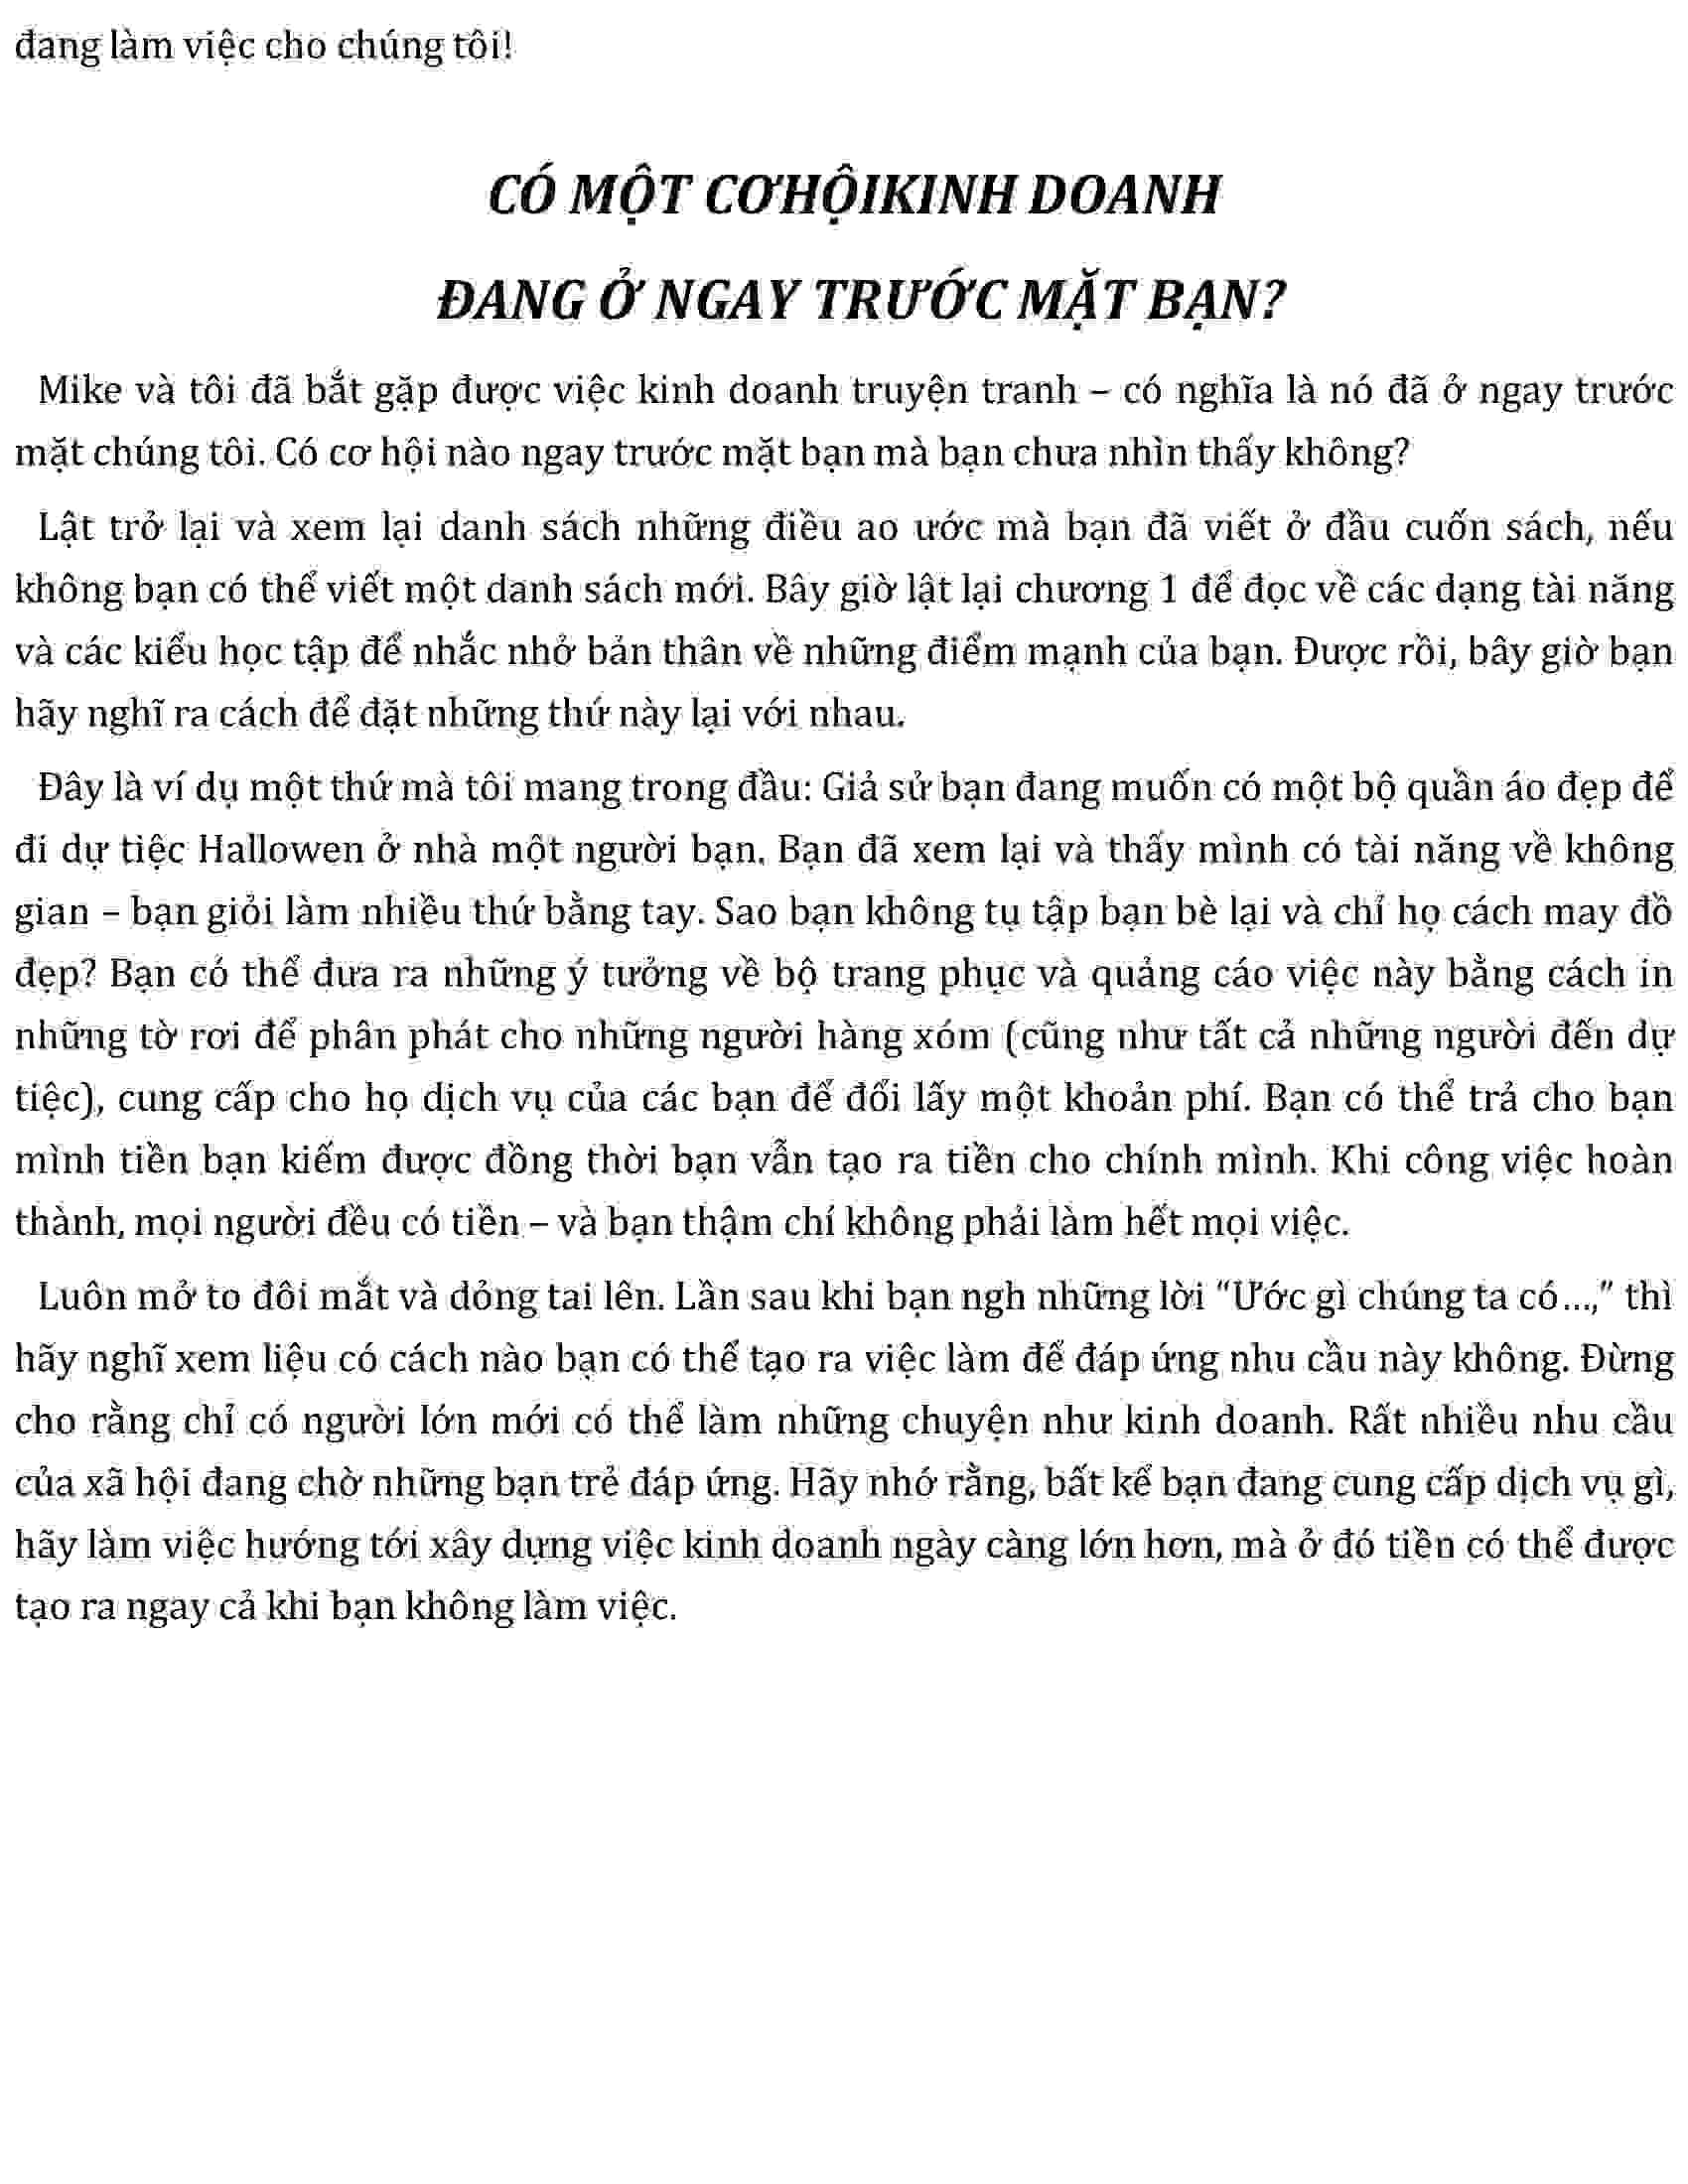 đang làm việc cho chúng tôi!
CÓ MỘT CƠ HỘIKINH DOANH
ĐANG Ở NGAY TRƯỚC MẶT BẠN?
Mike và tôi đã bắt gặp được việc kinh doanh truyện tranh – có nghĩa là nó đã ở ngay trước
mặt chúng tôi. Có cơ hội nào ngay trước mặt bạn mà bạn chưa nhìn thấy không?
Lật trở lại và xem lại danh sách những điều ao ước mà bạn đã viết ở đầu cuốn sách, nếu
không bạn có thể viết một danh sách mới. Bây giờ lật lại chương 1 để đọc về các dạng tài năng
và các kiểu học tập để nhắc nhở bản thân về những điểm mạnh của bạn. Được rồi, bây giờ bạn
hãy nghĩ ra cách để đặt những thứ này lại với nhau.
Đây là ví dụ một thứ mà tôi mang trong đầu: Giả sử bạn đang muốn có một bộ quần áo đẹp để
đi dự tiệc Hallowen ở nhà một người bạn. Bạn đã xem lại và thấy mình có tài năng về không
gian – bạn giỏi làm nhiều thứ bằng tay. Sao bạn không tụ tập bạn bè lại và chỉ họ cách may đồ
đẹp? Bạn có thể đưa ra những ý tưởng về bộ trang phục và quảng cáo việc này bằng cách in
những tờ rơi để phân phát cho những người hàng xóm (cũng như tất cả những người đến dự
tiệc), cung cấp cho họ dịch vụ của các bạn để đổi lấy một khoản phí. Bạn có thể trả cho bạn
mình tiền bạn kiếm được đồng thời bạn vẫn tạo ra tiền cho chính mình. Khi công việc hoàn
thành, mọi người đều có tiền – và bạn thậm chí không phải làm hết mọi việc.
Luôn mở to đôi mắt và dỏng tai lên. Lần sau khi bạn ngh những lời “Ước gì chúng ta có…,” thì
hãy nghĩ xem liệu có cách nào bạn có thể tạo ra việc làm để đáp ứng nhu cầu này không. Đừng
cho rằng chỉ có người lớn mới có thể làm những chuyện như kinh doanh. Rất nhiều nhu cầu
của xã hội đang chờ những bạn trẻ đáp ứng. Hãy nhớ rằng, bất kể bạn đang cung cấp dịch vụ gì,
hãy làm việc hướng tới xây dựng việc kinh doanh ngày càng lớn hơn, mà ở đó tiền có thể được
tạo ra ngay cả khi bạn không làm việc.